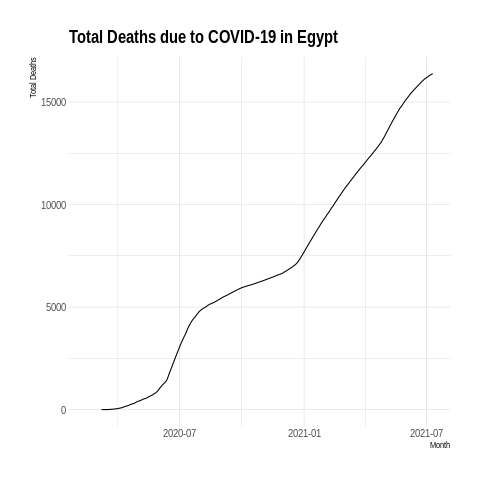 Total Deaths due to COVID-19 in Egypt
Total Deaths
15000
10000
5000
0
2020-07
2021-01
2021-07
Month